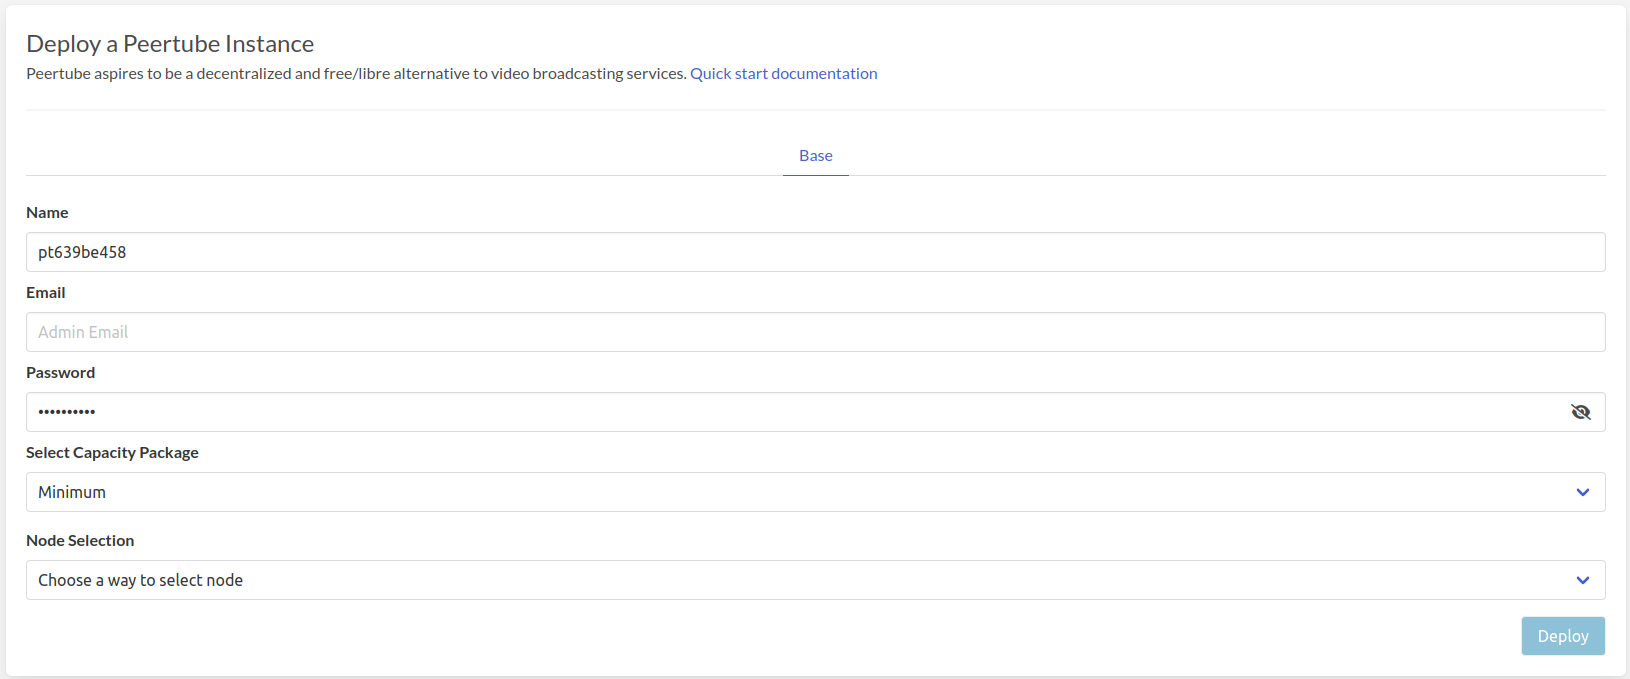 Deploy a Peertube Instance
Peertube aspires to be a decentralized and free/libre alternative to video broadcasting services. Quick start documentation
Base
Name
pt639be458
Email
Admin Email
Password
••••••••••
Select Capacity Package
Minimum
Node Selection
Choose a way to select node
Deploy